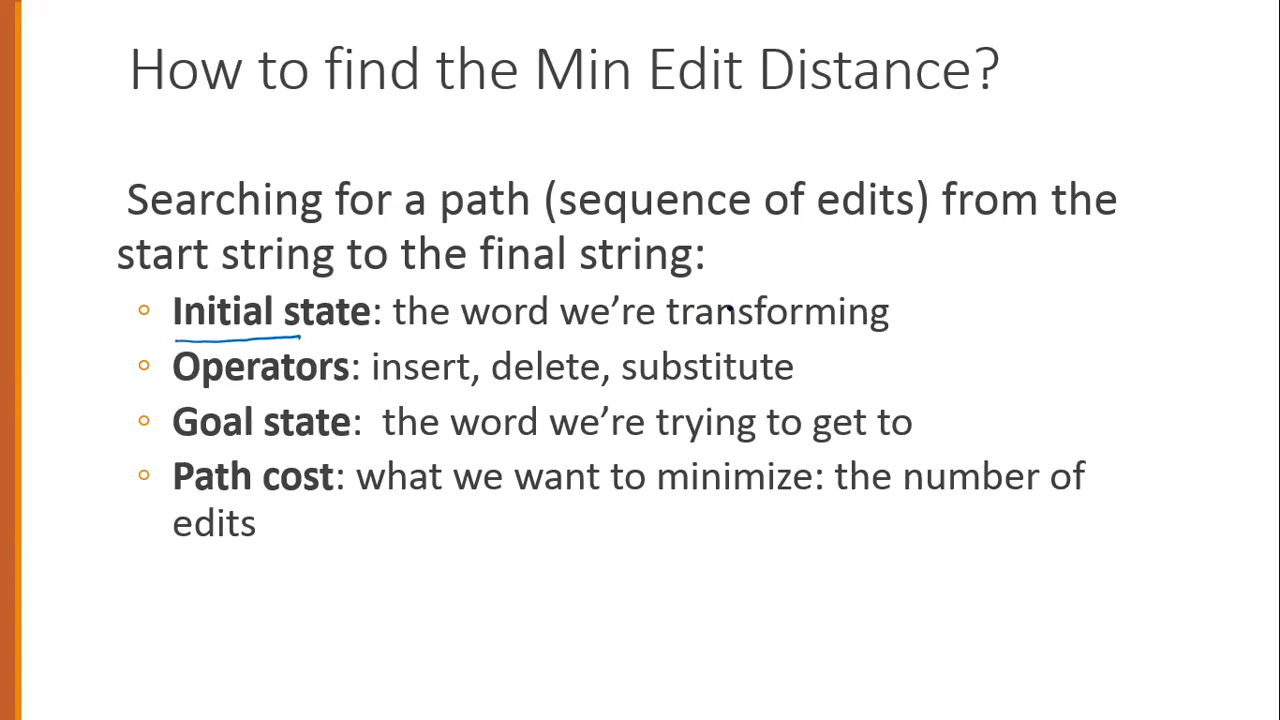 How to find the Min Edit Distance?
Searching for a path (sequence of edits) from the
start string to the final string:
◦ Initial state: the word we’re transforming
◦ Operators: insert, delete, substitute
◦ Goal state:  the word we’re trying to get to
◦ Path cost: what we want to minimize: the number of
edits